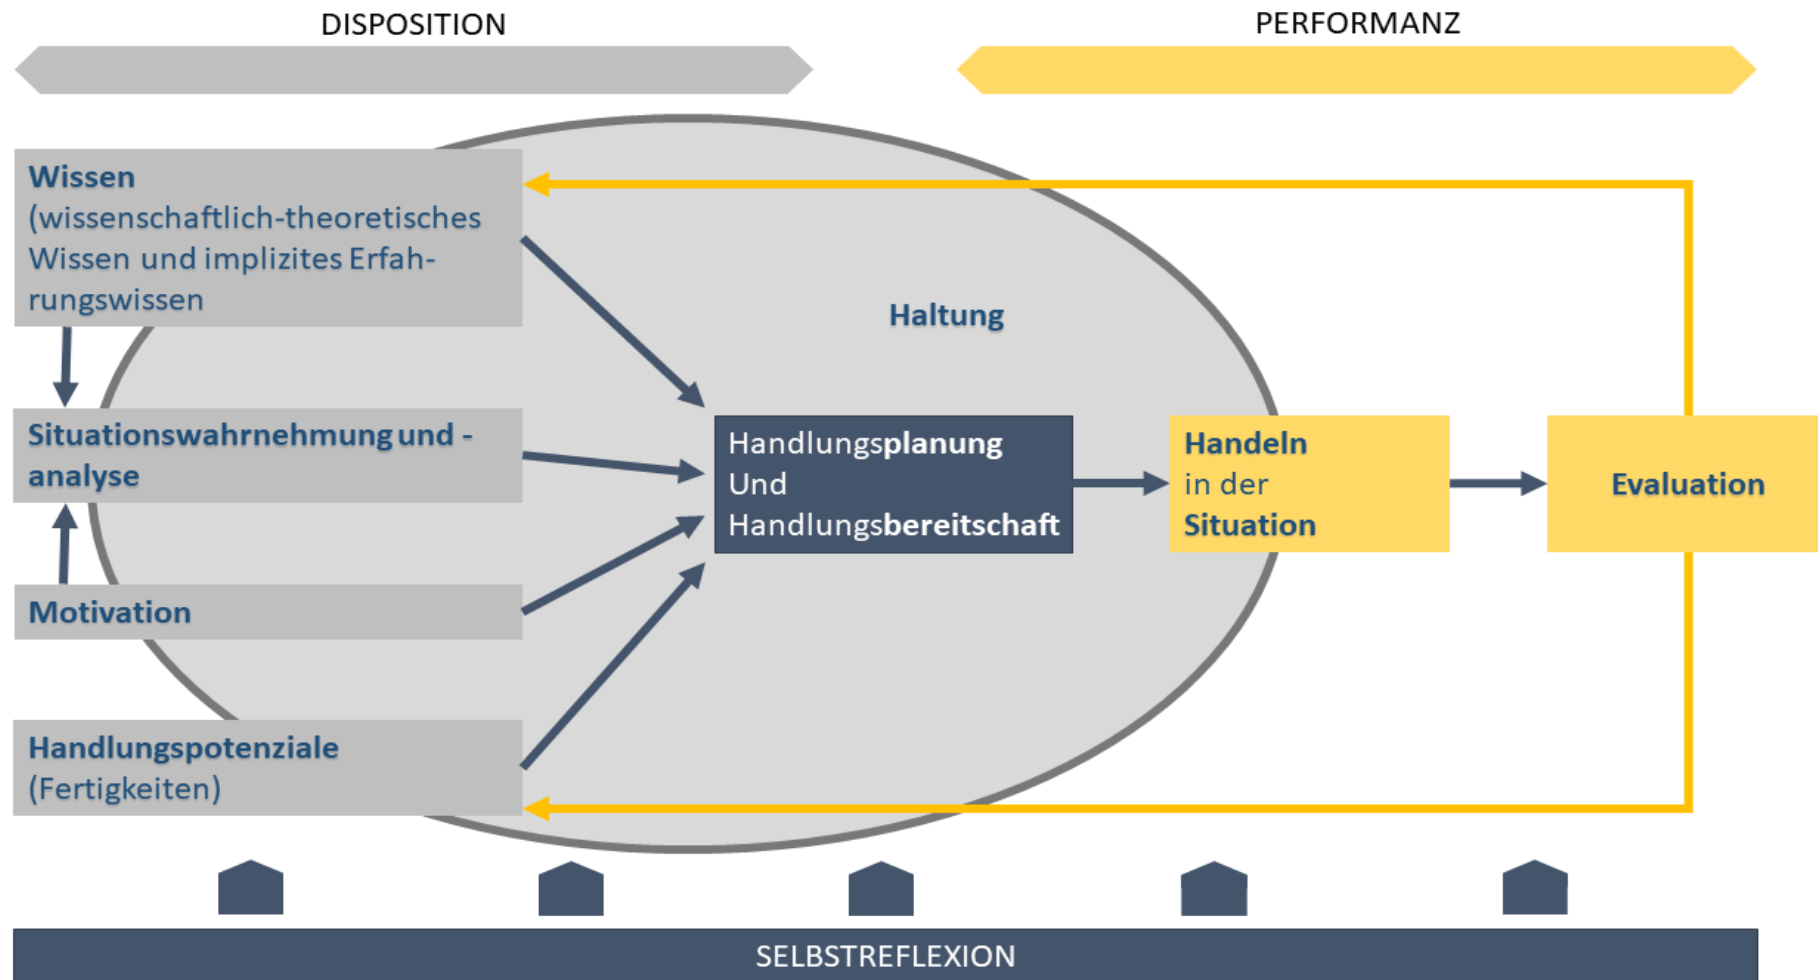 DISPOSITION
PERFORMANZ
Wissen
(wissenschaftlich-theoretisches
Wissen und implizites Erfah-
rungswissen
Haltung
Situationswahrnehmung und -
analyse
Handlungsplanung
Und
Handlungsbereitschaft
Handeln
in der
Situation
Evaluation
Motivation
Handlungspotenziale
(Fertigkeiten)
SELBSTREFLEXION